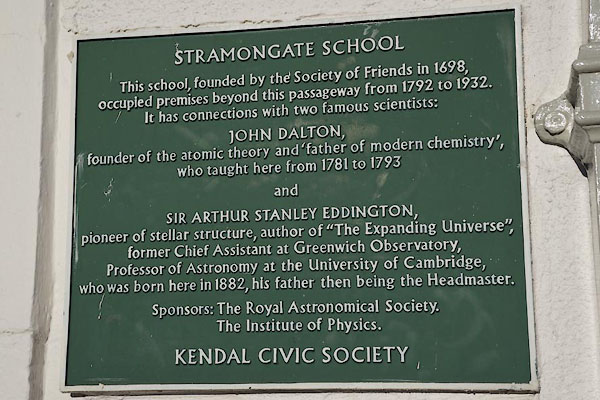 STRAMONGATE SCHOOL
This school, founded by the Society of Friends in 1698,
occupied premises beyond this passageway from 1792 to 1932.
It has connections with two famous scientists:
JOHN DALTON,
founder of the atomic theory and 'father of modern chemistry',
who taught here from 1781 to 1793
and
SIR ARTHUR STANLEY EDDINGTON,
pioneer of stellar structure, author of "The Expanding Universe",
former Chief Assistant at Greenwich Observatory,
Professor of Astronomy at the University of Cambridge,
who was born here in 1882, his father then being the Headmaster.
Sponsors: The Royal Astronomical Society.
The Institute of Physics.
KENDAL CIVIC SOCIETY